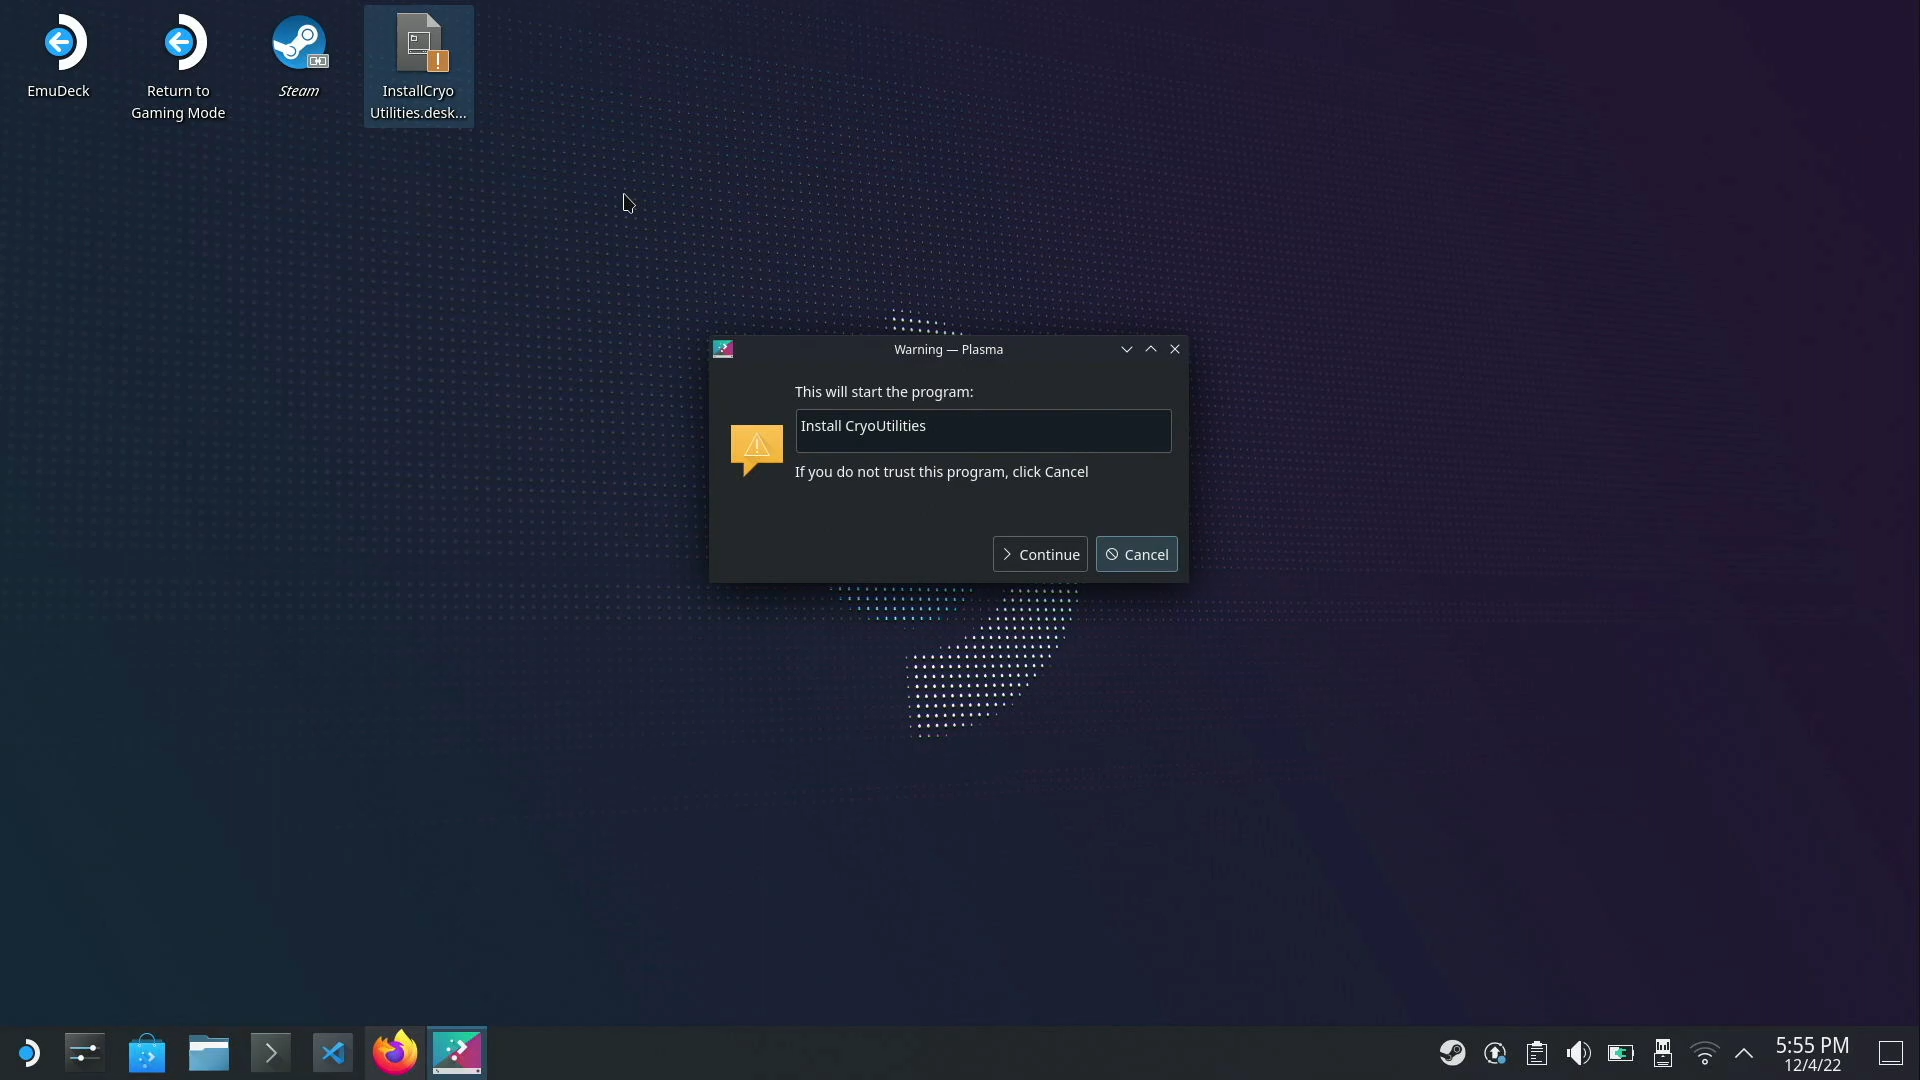 EmuDeck
Return to
Gaming Mode
Steam
InstallCryo
Utilities.desk...
Warning — Plasma
This will start the program:
Install CryoUtilities
If you do not trust this program, click Cancel
Continue
Cancel
5:55 PM
12/4/22